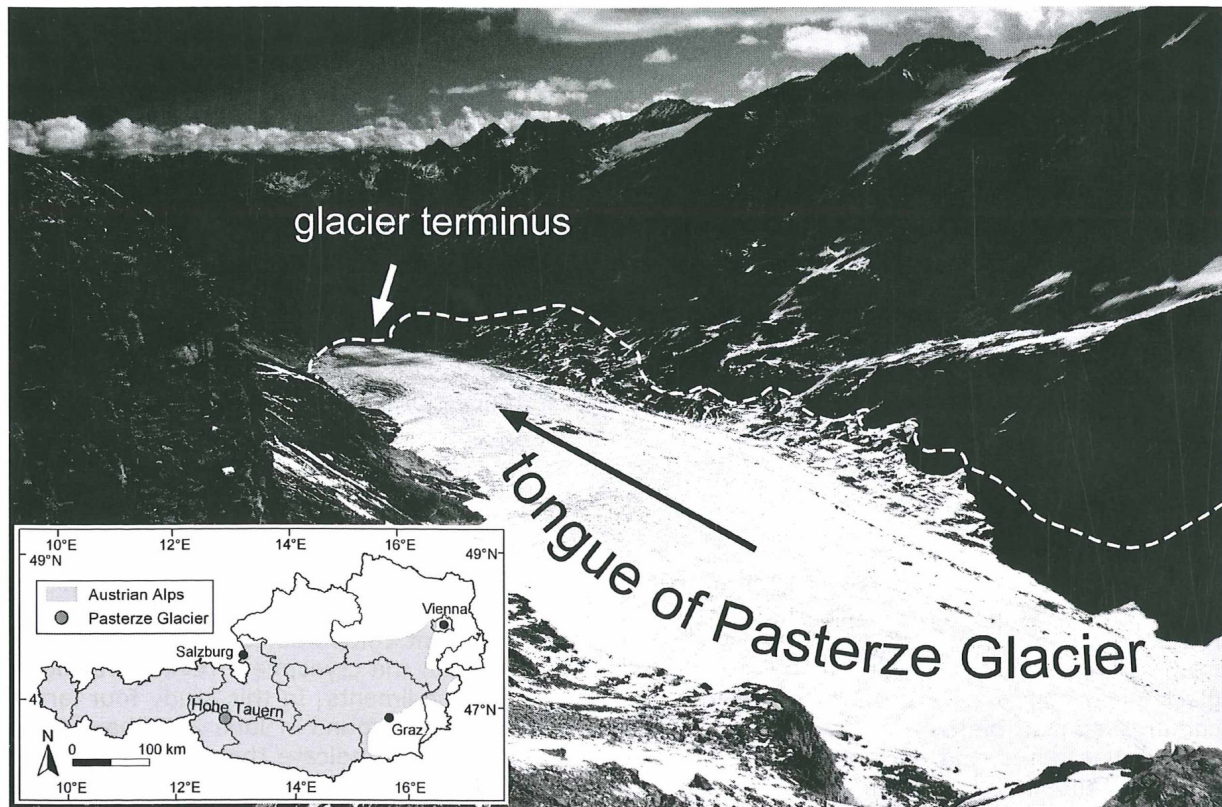 glacier terminus
tongue of Pasterze Glacier
10°E 12°E 14°E 16°E
49°N 49°N
Austrian Alps
Pasterze Glacier
Vienna
Salzburg
Hohe Tauern
47°N
Graz
N
0 100 km
10°E 12°E 14°E 16°E